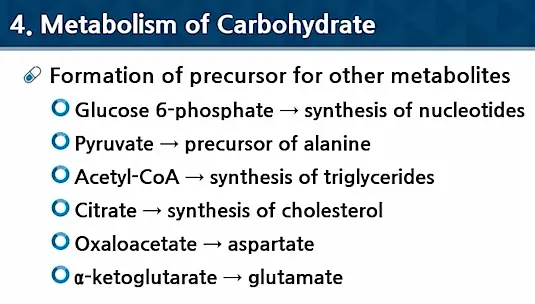 4. Metabolism of Carbohydrate
Formation of precursor for other metabolites
Glucose 6-phosphate → synthesis of nucleotides
Pyruvate → precursor of alanine
Acetyl-CoA → synthesis of triglycerides
Citrate → synthesis of cholesterol
Oxaloacetate → aspartate
α-ketoglutarate → glutamate